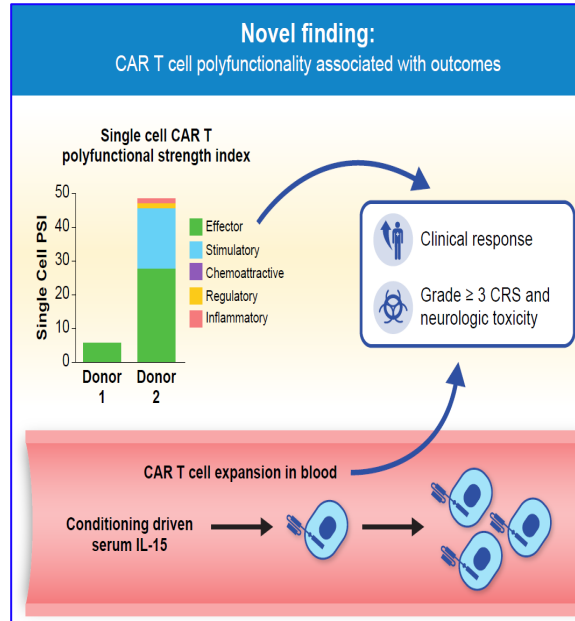 Novel finding:
CAR T cell polyfunctionality associated with outcomes
Single cell CAR T
polyfunctional strength index
Single Cell PSI
50
40
30
20
10
0
Donor
1
Donor
2
Effector
Stimulatory
Chemoattractive
Regulatory
Inflammatory
Clinical response
Grade ≥ 3 CRS and
neurologic toxicity
CAR T cell expansion in blood
Conditioning driven
serum IL-15